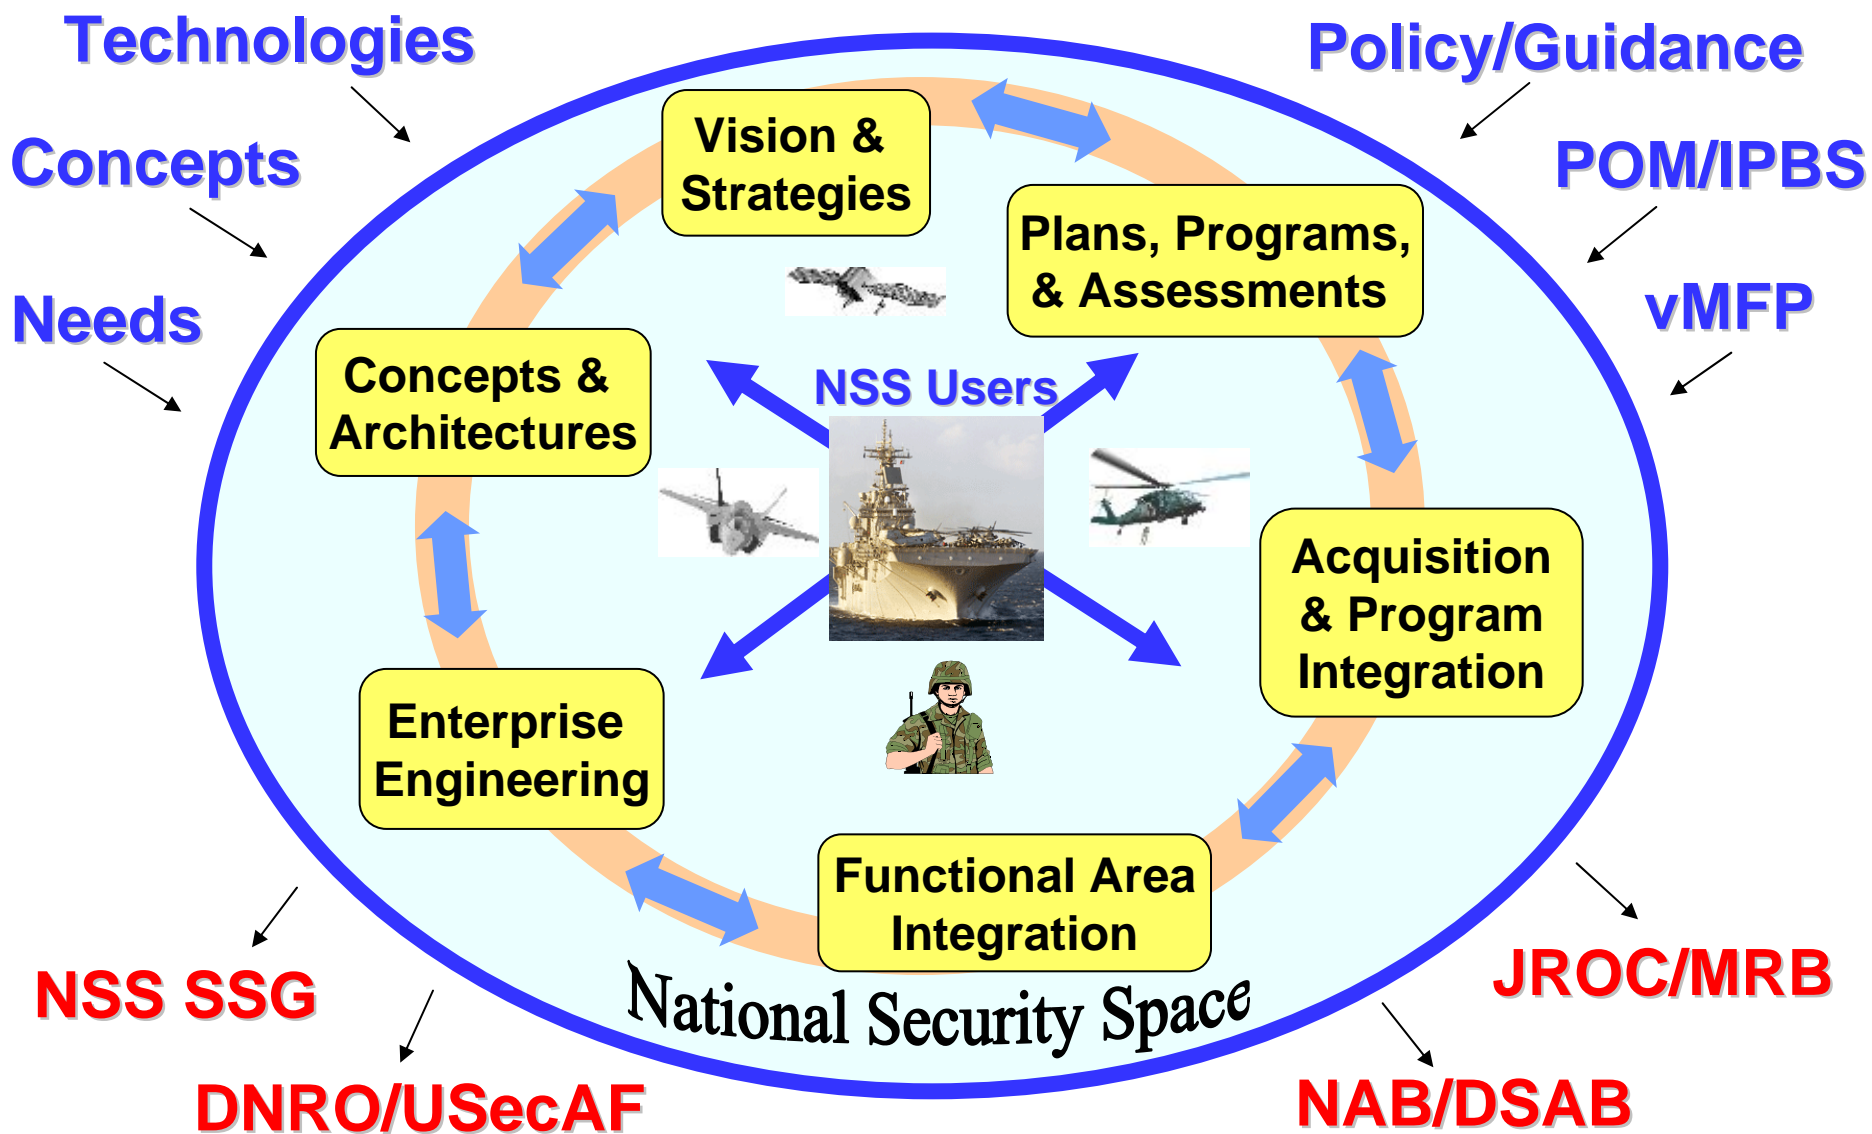 Technologies
Policy/Guidance
Concepts
POM/IPBS
Needs
vMFP
Vision &
Strategies
Plans, Programs,
& Assessments
Concepts &
Architectures
NSS Users
Acquisition
& Program
Integration
Enterprise
Engineering
Functional Area
Integration
National Security Space
NSS SSG
JROC/MRB
DNRO/USecAF
NAB/DSAB